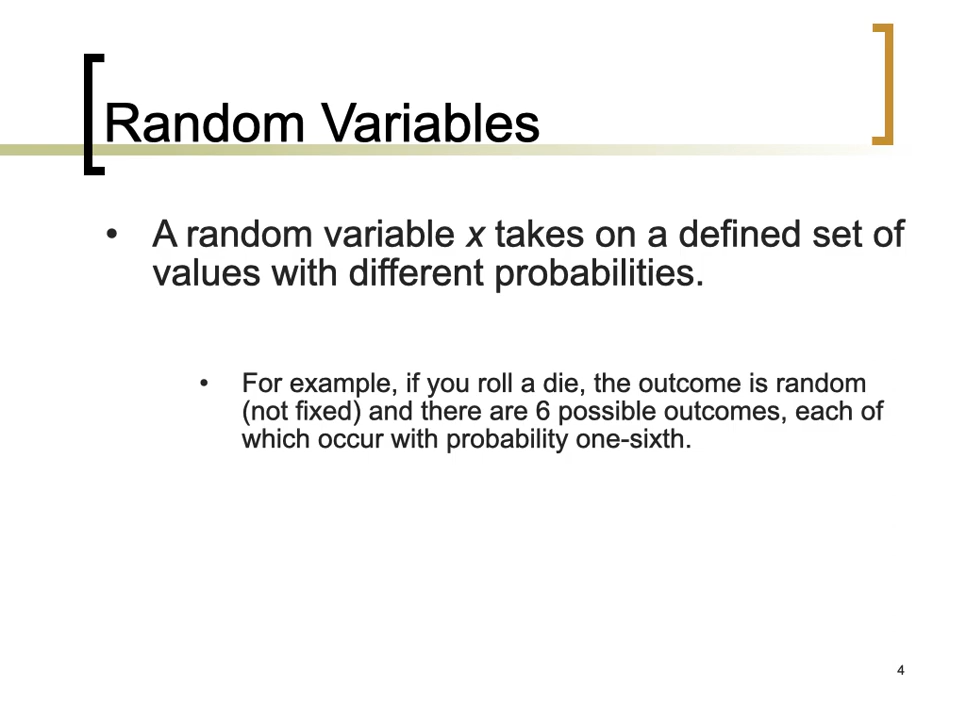 Random Variables
• A random variable x takes on a defined set of
values with different probabilities.
• For example, if you roll a die, the outcome is random
(not fixed) and there are 6 possible outcomes, each of
which occur with probability one-sixth.
4